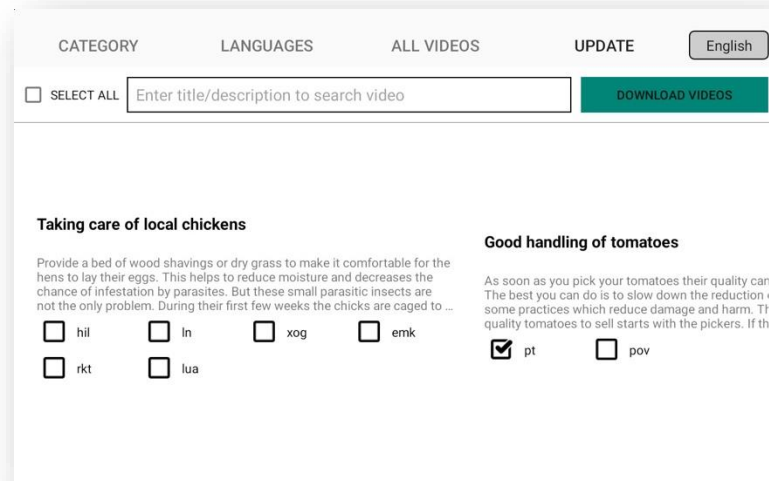 CATEGORY LANGUAGES ALL VIDEOS UPDATE English
SELECT ALL Enter title/description to search video DOWNLOAD VIDEOS
Taking care of local chickens
Provide a bed of wood shavings or dry grass to make it comfortable for the
hens to lay their eggs. This helps to reduce moisture and decreases the
chance of infestation by parasites. But these small parasitic insects are
not the only problem. During their first few weeks the chicks are caged to ...
hil ln xog emk
rkt lua
Good handling of tomatoes
As soon as you pick your tomatoes their quality can
The best you can do is to slow down the reduction
some practices which reduce damage and harm.
quality tomatoes to sell starts with the pickers. If
pt pov